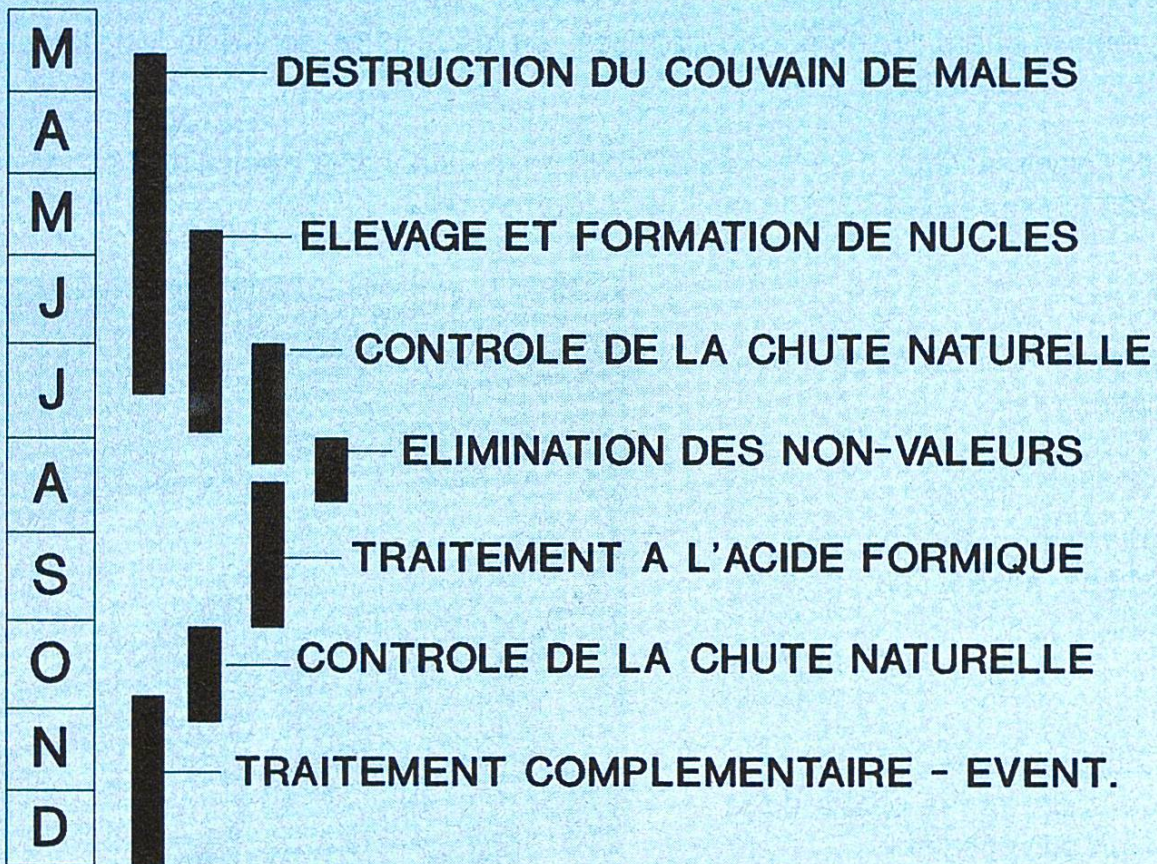 M
DESTRUCTION DU COUVAIN DE MALES
A
M
ELEVAGE ET FORMATION DE NUCLES
J
CONTROLE DE LA CHUTE NATURELLE
J
ELIMINATION DES NON-VALEURS
A
TRAITEMENT A L'ACIDE FORMIQUE
S
O
CONTROLE DE LA CHUTE NATURELLE
N
TRAITEMENT COMPLEMENTAIRE - EVENT.
D